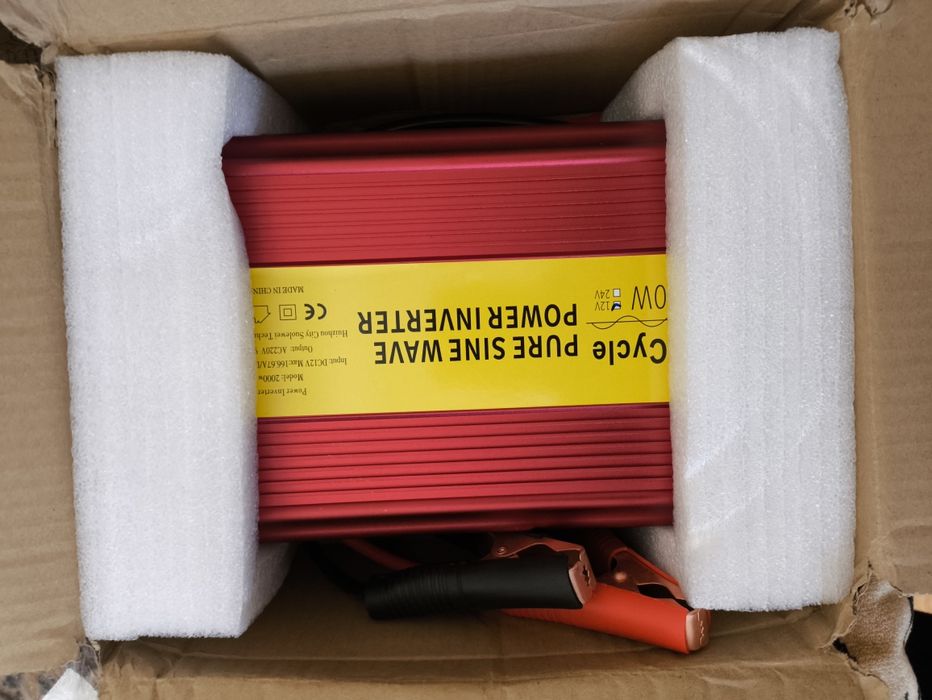 Cycle PURE SINE WAVE
POWER INVERTER
0W
12V
24V
Power Inverter
Model: 2000w
Input: DC12V Max: 166.67A/
Output: AC220V
Huizhou City Suolewei Techn
CE
MADE IN CHIN